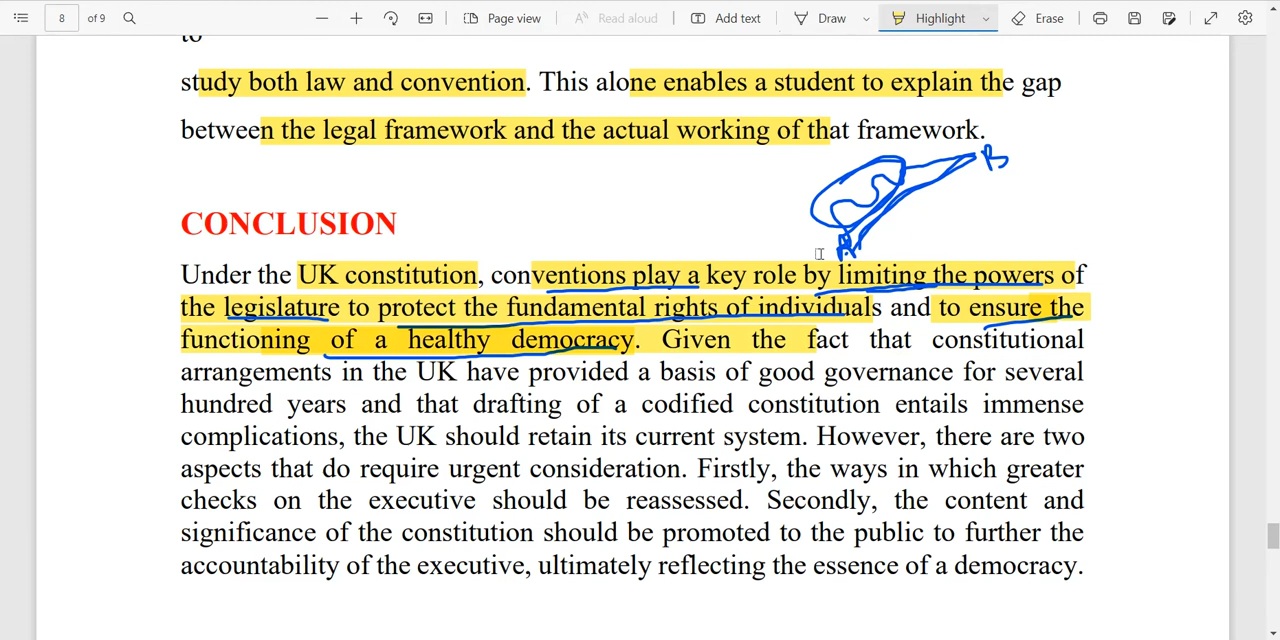 8 of 9 Page view Read aloud Add text Draw Highlight Erase
to
study both law and convention. This alone enables a student to explain the gap
between the legal framework and the actual working of that framework.
B
CONCLUSION
A
Under the UK constitution, conventions play a key role by limiting the powers of
the legislature to protect the fundamental rights of individuals and to ensure the
functioning of a healthy democracy. Given the fact that constitutional
arrangements in the UK have provided a basis of good governance for several
hundred years and that drafting of a codified constitution entails immense
complications, the UK should retain its current system. However, there are two
aspects that do require urgent consideration. Firstly, the ways in which greater
checks on the executive should be reassessed. Secondly, the content and
significance of the constitution should be promoted to the public to further the
accountability of the executive, ultimately reflecting the essence of a democracy.